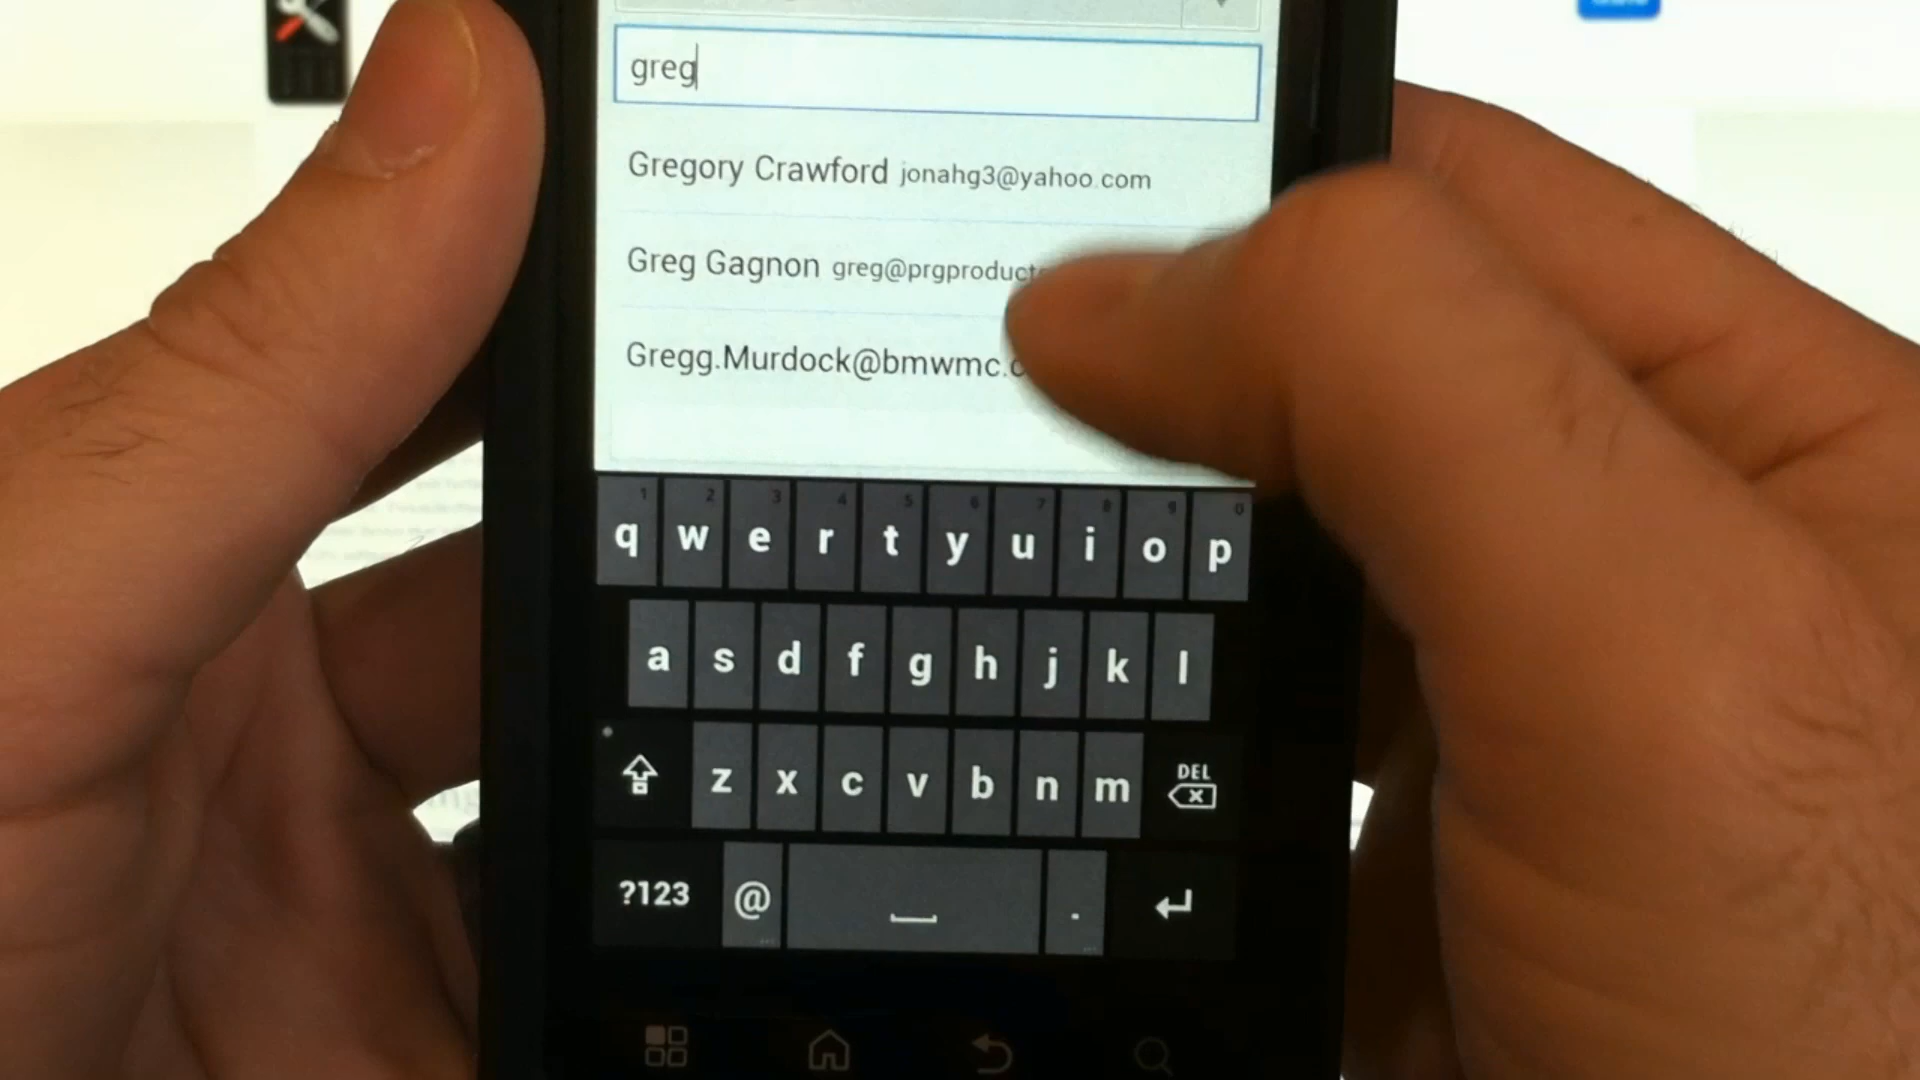 greg
Gregory Crawford jonahg3@yahoo.com
Greg Gagnon greg@prgproduct
Gregg.Murdock@bmwmc.c
1 2 3 4 5 6 7 8 9 0
q w e r t y u i o p
a s d f g h j k l
z x c v b n m DEL
?123 @ .